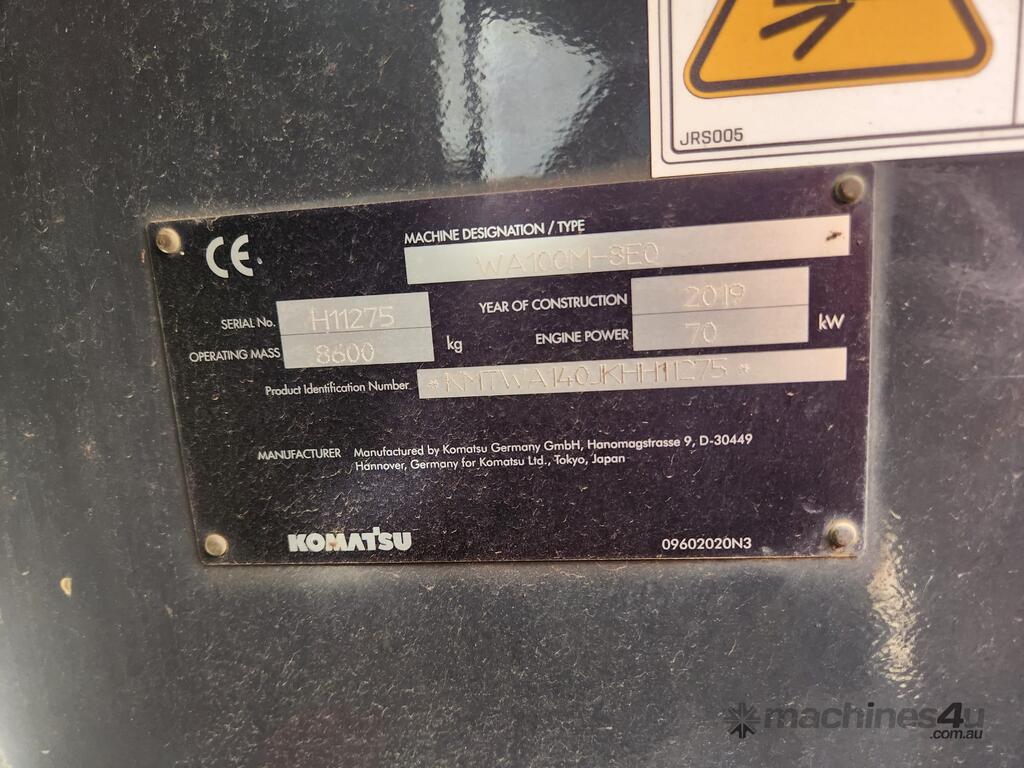 JRS005
CE
MACHINE DESIGNATION / TYPE
WA100M-8E0
SERIAL No. H11275
YEAR OF CONSTRUCTION 2019
OPERATING MASS 8600 kg
ENGINE POWER 70 kW
Product Identification Number *KMTWA140JKHH11275*
MANUFACTURER Manufactured by Komatsu Germany GmbH, Hanomagstrasse 9, D-30449
Hannover, Germany for Komatsu Ltd., Tokyo, Japan
KOMATSU
09602020N3
machines4u
.com.au